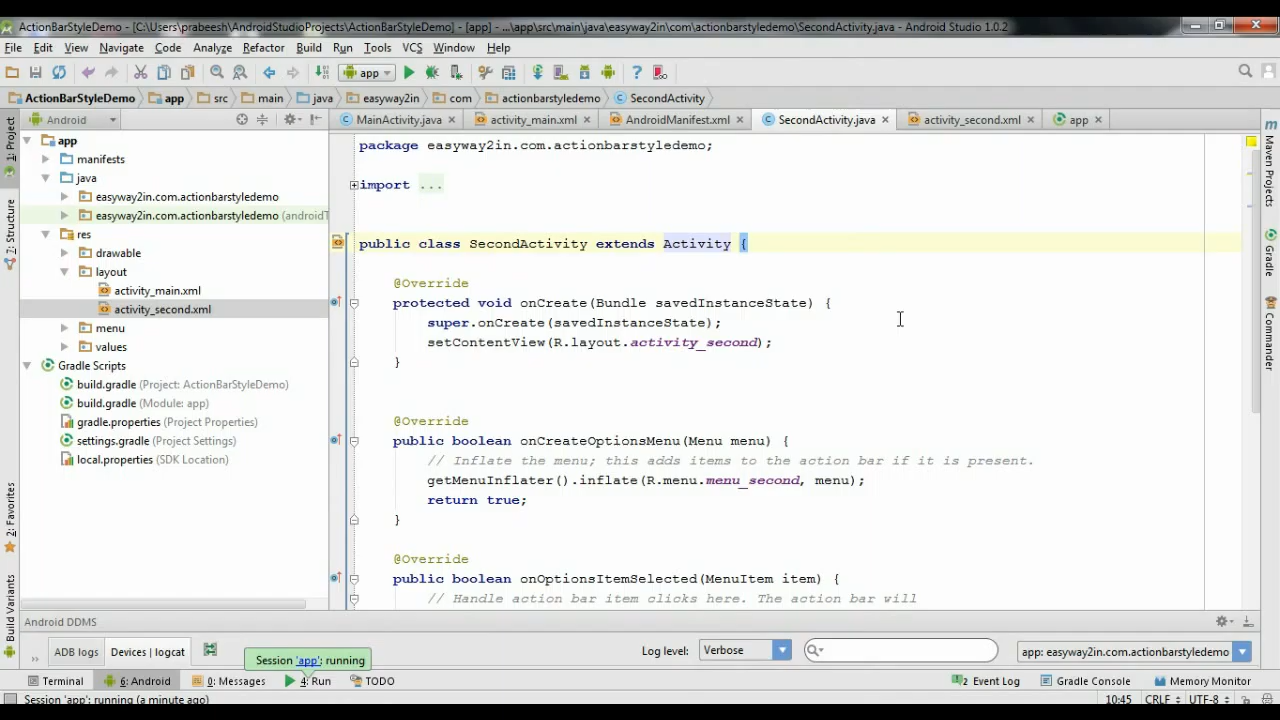 ActionBarStyleDemo - [C:\Users\prabeesh\AndroidStudioProjects\ActionBarStyleDemo] - [app] - ...\app\src\main\java\easyway2in\com\actionbarstyledemo\SecondActivity.java - Android Studio 1.0.2
File Edit View Navigate Code Analyze Refactor Build Run Tools VCS Window Help
app
ActionBarStyleDemo app src main java easyway2in com actionbarstyledemo SecondActivity
Android
MainActivity.java activity_main.xml AndroidManifest.xml SecondActivity.java activity_second.xml app
1: Project
7: Structure
2: Favorites
Build Variants
app
manifests
java
easyway2in.com.actionbarstyledemo
easyway2in.com.actionbarstyledemo (androidT
res
drawable
layout
activity_main.xml
activity_second.xml
menu
values
Gradle Scripts
build.gradle (Project: ActionBarStyleDemo)
build.gradle (Module: app)
gradle.properties (Project Properties)
settings.gradle (Project Settings)
local.properties (SDK Location)
package easyway2in.com.actionbarstyledemo;
import ...
public class SecondActivity extends Activity {
@Override
protected void onCreate(Bundle savedInstanceState) {
super.onCreate(savedInstanceState);
setContentView(R.layout.activity_second);
}
@Override
public boolean onCreateOptionsMenu(Menu menu) {
// Inflate the menu; this adds items to the action bar if it is present.
getMenuInflater().inflate(R.menu.menu_second, menu);
return true;
}
@Override
public boolean onOptionsItemSelected(MenuItem item) {
// Handle action bar item clicks here. The action bar will
Maven Projects
Gradle
Commander
Android DDMS
ADB logs Devices | logcat Log level: Verbose app: easyway2in.com.actionbarstyledemo
Session 'app': running
Terminal 6: Android 0: Messages 4: Run TODO 2 Event Log Gradle Console Memory Monitor
Session 'app': running (a minute ago) 10:45 CRLF UTF-8